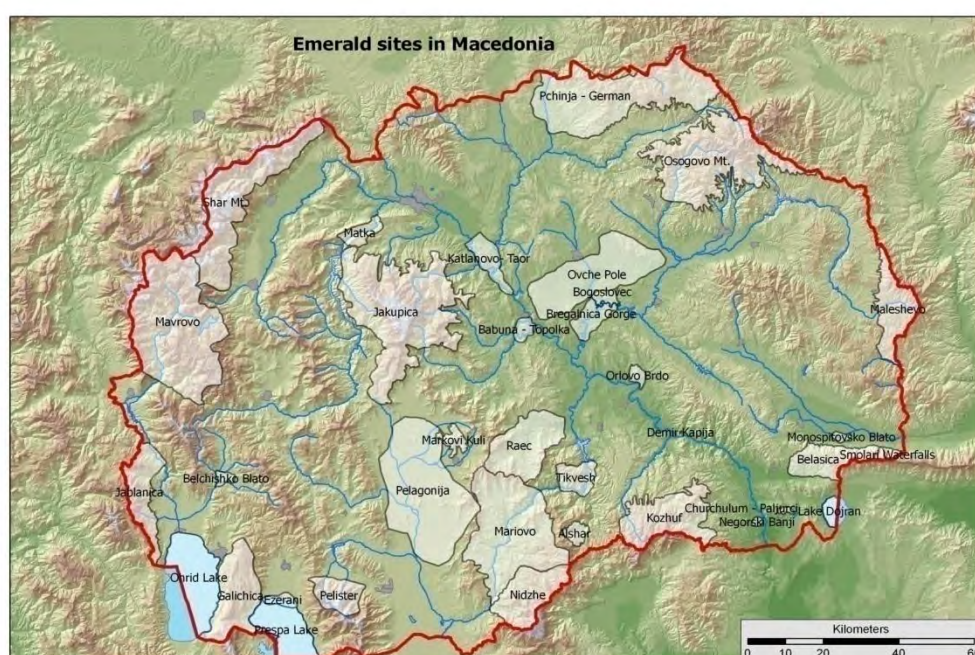 Emerald sites in Macedonia
Pchinja - German
Osogovo Mt.
Shar Mt.
Matka
Katlanovo- Taor
Ovche Pole
Bogoslovec
Maleshevo
Mavrovo
Jakupica
Bregalnica Gorge
Babuna - Topolka
Orlovo Brdo
Markovi Kuli
Raec
Demir Kapija
Monospitovsko Blato
Smolari Waterfalls
Belasica
Jablanica
Belchishko Blato
Pelagonija
Tikvesh
Mariovo
Alshar
Kozhuf
Churchulum - Paljurci
Negorski Banji
Lake Dojran
Ohrid Lake
Galichica
Ezerani
Pelister
Nidzhe
Prespa Lake
Kilometers
0 10 20 40